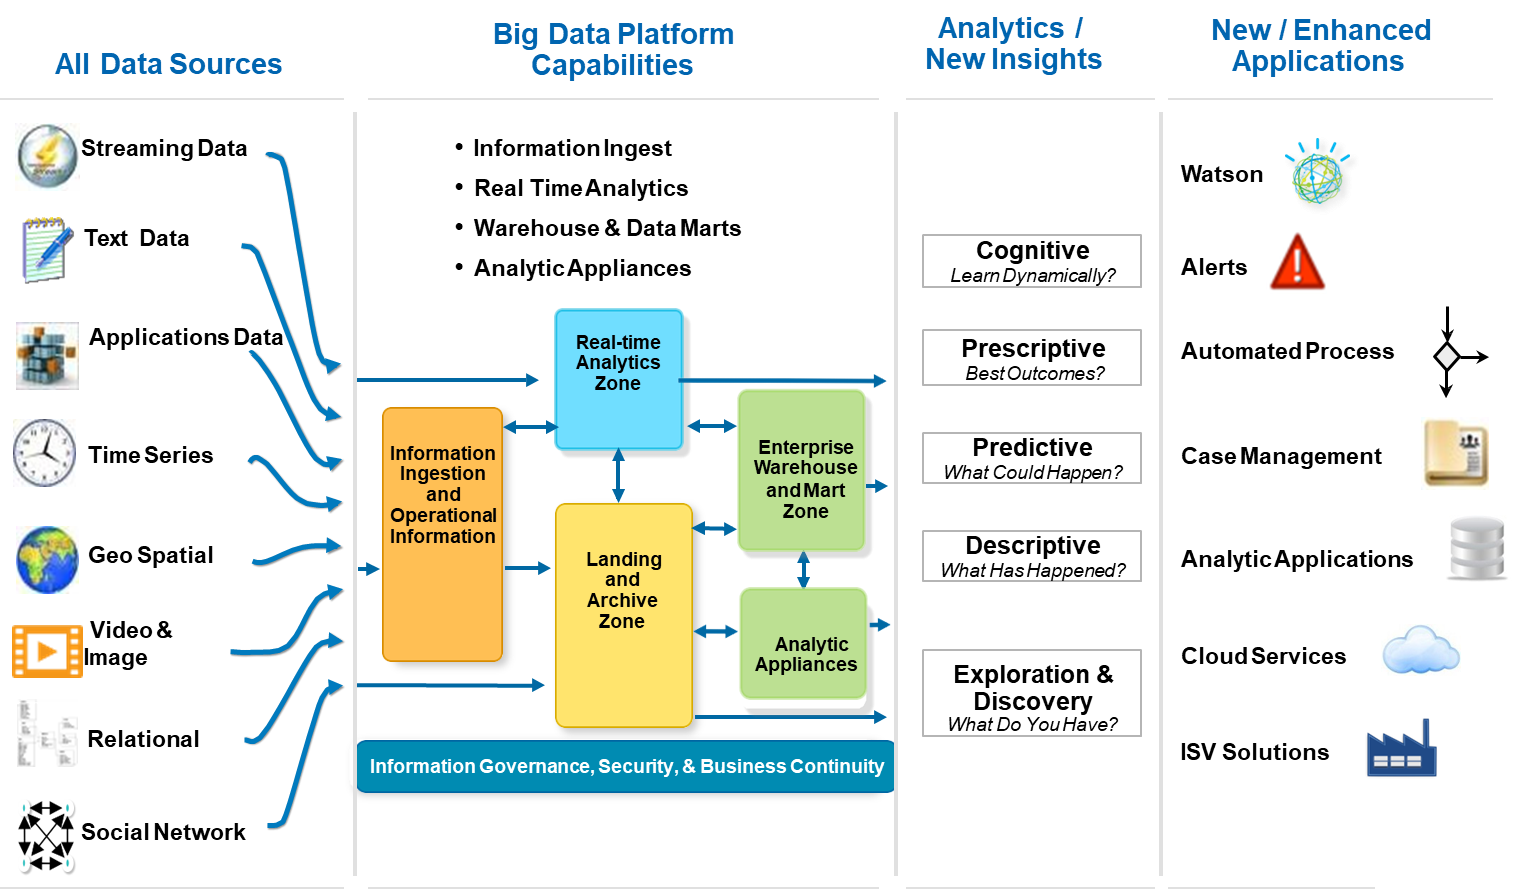 All Data Sources
Big Data Platform
Capabilities
Analytics /
New Insights
New / Enhanced
Applications
Streaming Data
Text Data
Applications Data
Time Series
Geo Spatial
Video &
Image
Relational
Social Network
• Information Ingest
• Real Time Analytics
• Warehouse & Data Marts
• Analytic Appliances
Real-time
Analytics
Zone
Information
Ingestion
and
Operational
Information
Landing
and
Archive
Zone
Enterprise
Warehouse
and Mart
Zone
Analytic
Appliances
Information Governance, Security, & Business Continuity
Cognitive
Learn Dynamically?
Prescriptive
Best Outcomes?
Predictive
What Could Happen?
Descriptive
What Has Happened?
Exploration &
Discovery
What Do You Have?
Watson
Alerts
Automated Process
Case Management
Analytic Applications
Cloud Services
ISV Solutions